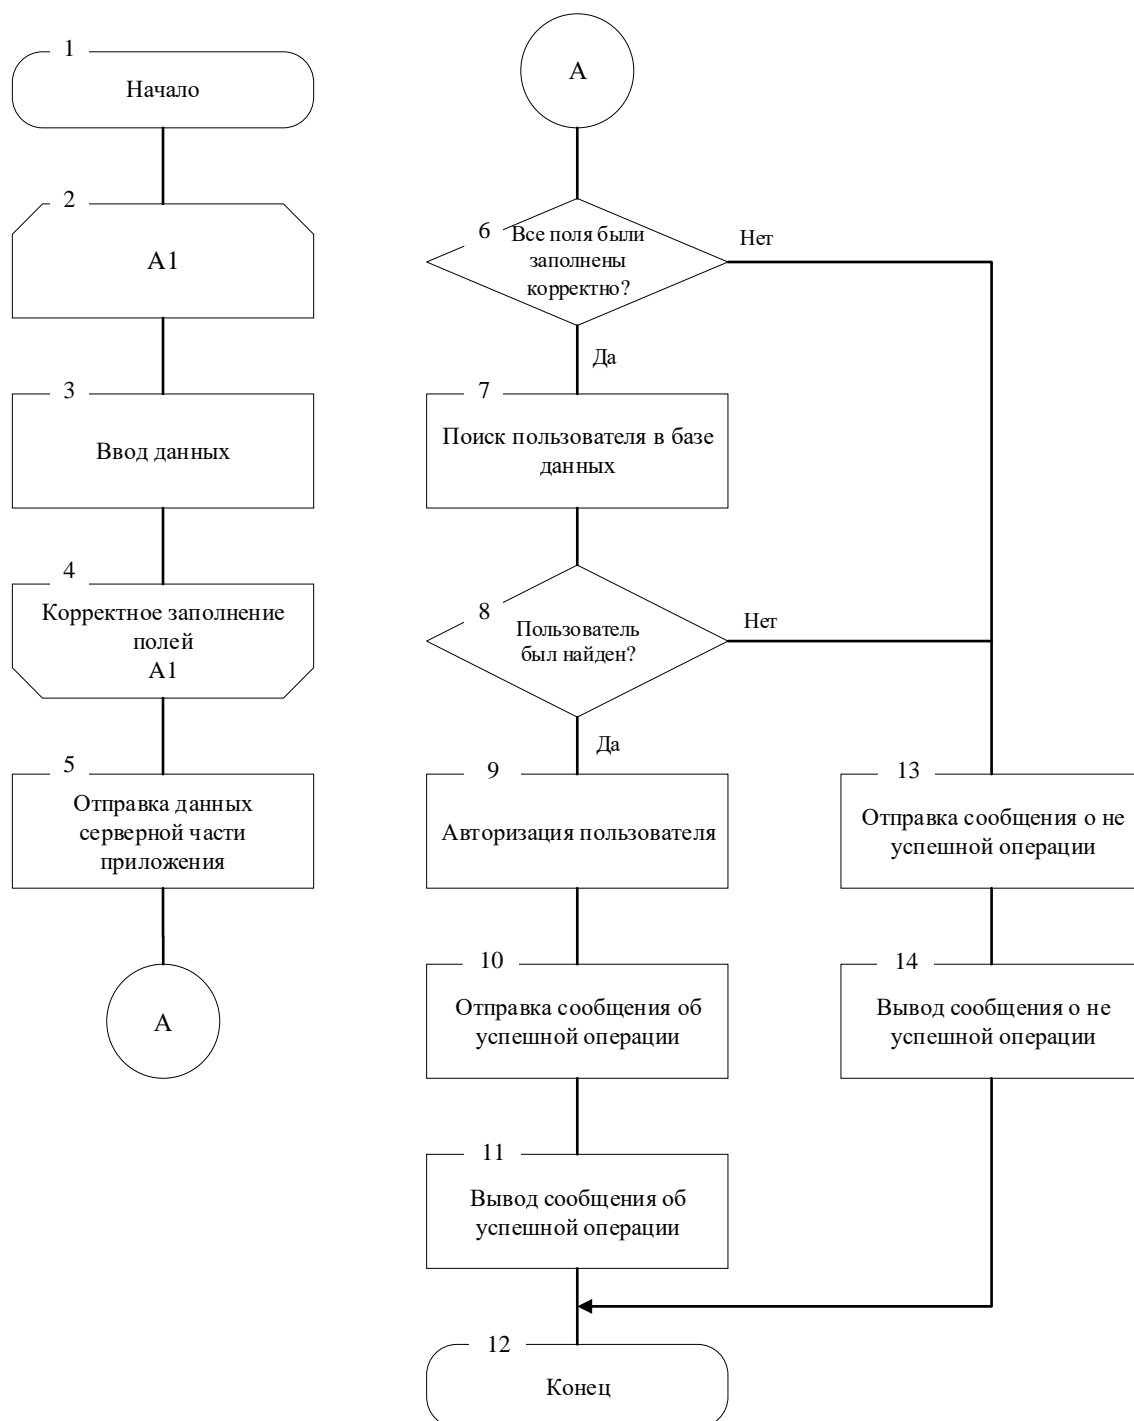 1
Начало
2
А1
3
Ввод данных
4
Корректное заполнение
полей
А1
5
Отправка данных
серверной части
приложения
А
А
6
Все поля были
заполнены
корректно?
Нет
Да
7
Поиск пользователя в базе
данных
8
Пользователь
был найден?
Нет
Да
9
Авторизация пользователя
10
Отправка сообщения об
успешной операции
11
Вывод сообщения об
успешной операции
12
Конец
13
Отправка сообщения о не
успешной операции
14
Вывод сообщения о не
успешной операции